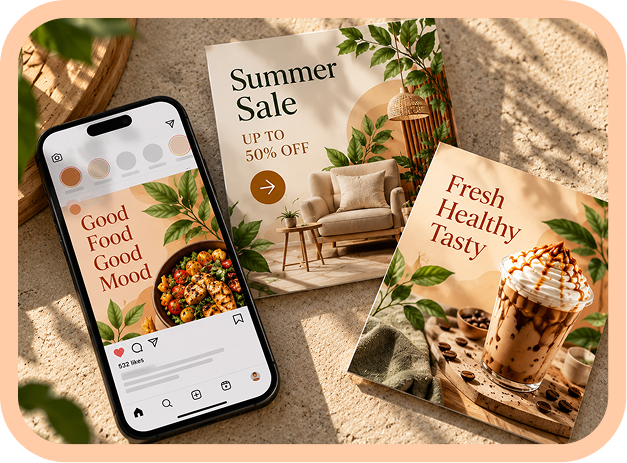 Good
Food
Good
Mood
532 likes
Summer
Sale
UP TO
50% OFF
Fresh
Healthy
Tasty